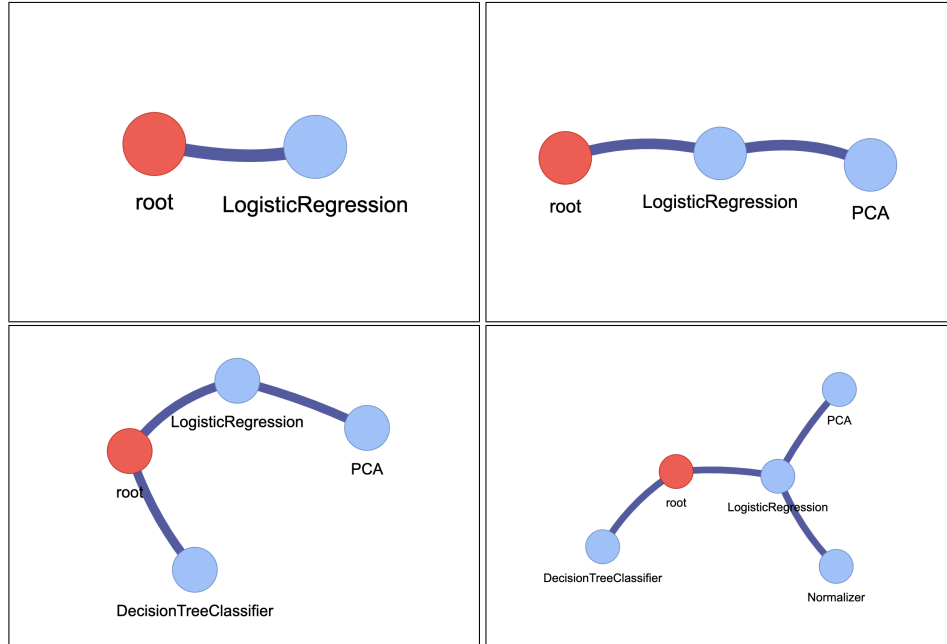 root
LogisticRegression
root
LogisticRegression
PCA
LogisticRegression
PCA
root
DecisionTreeClassifier
PCA
root
LogisticRegression
DecisionTreeClassifier
Normalizer